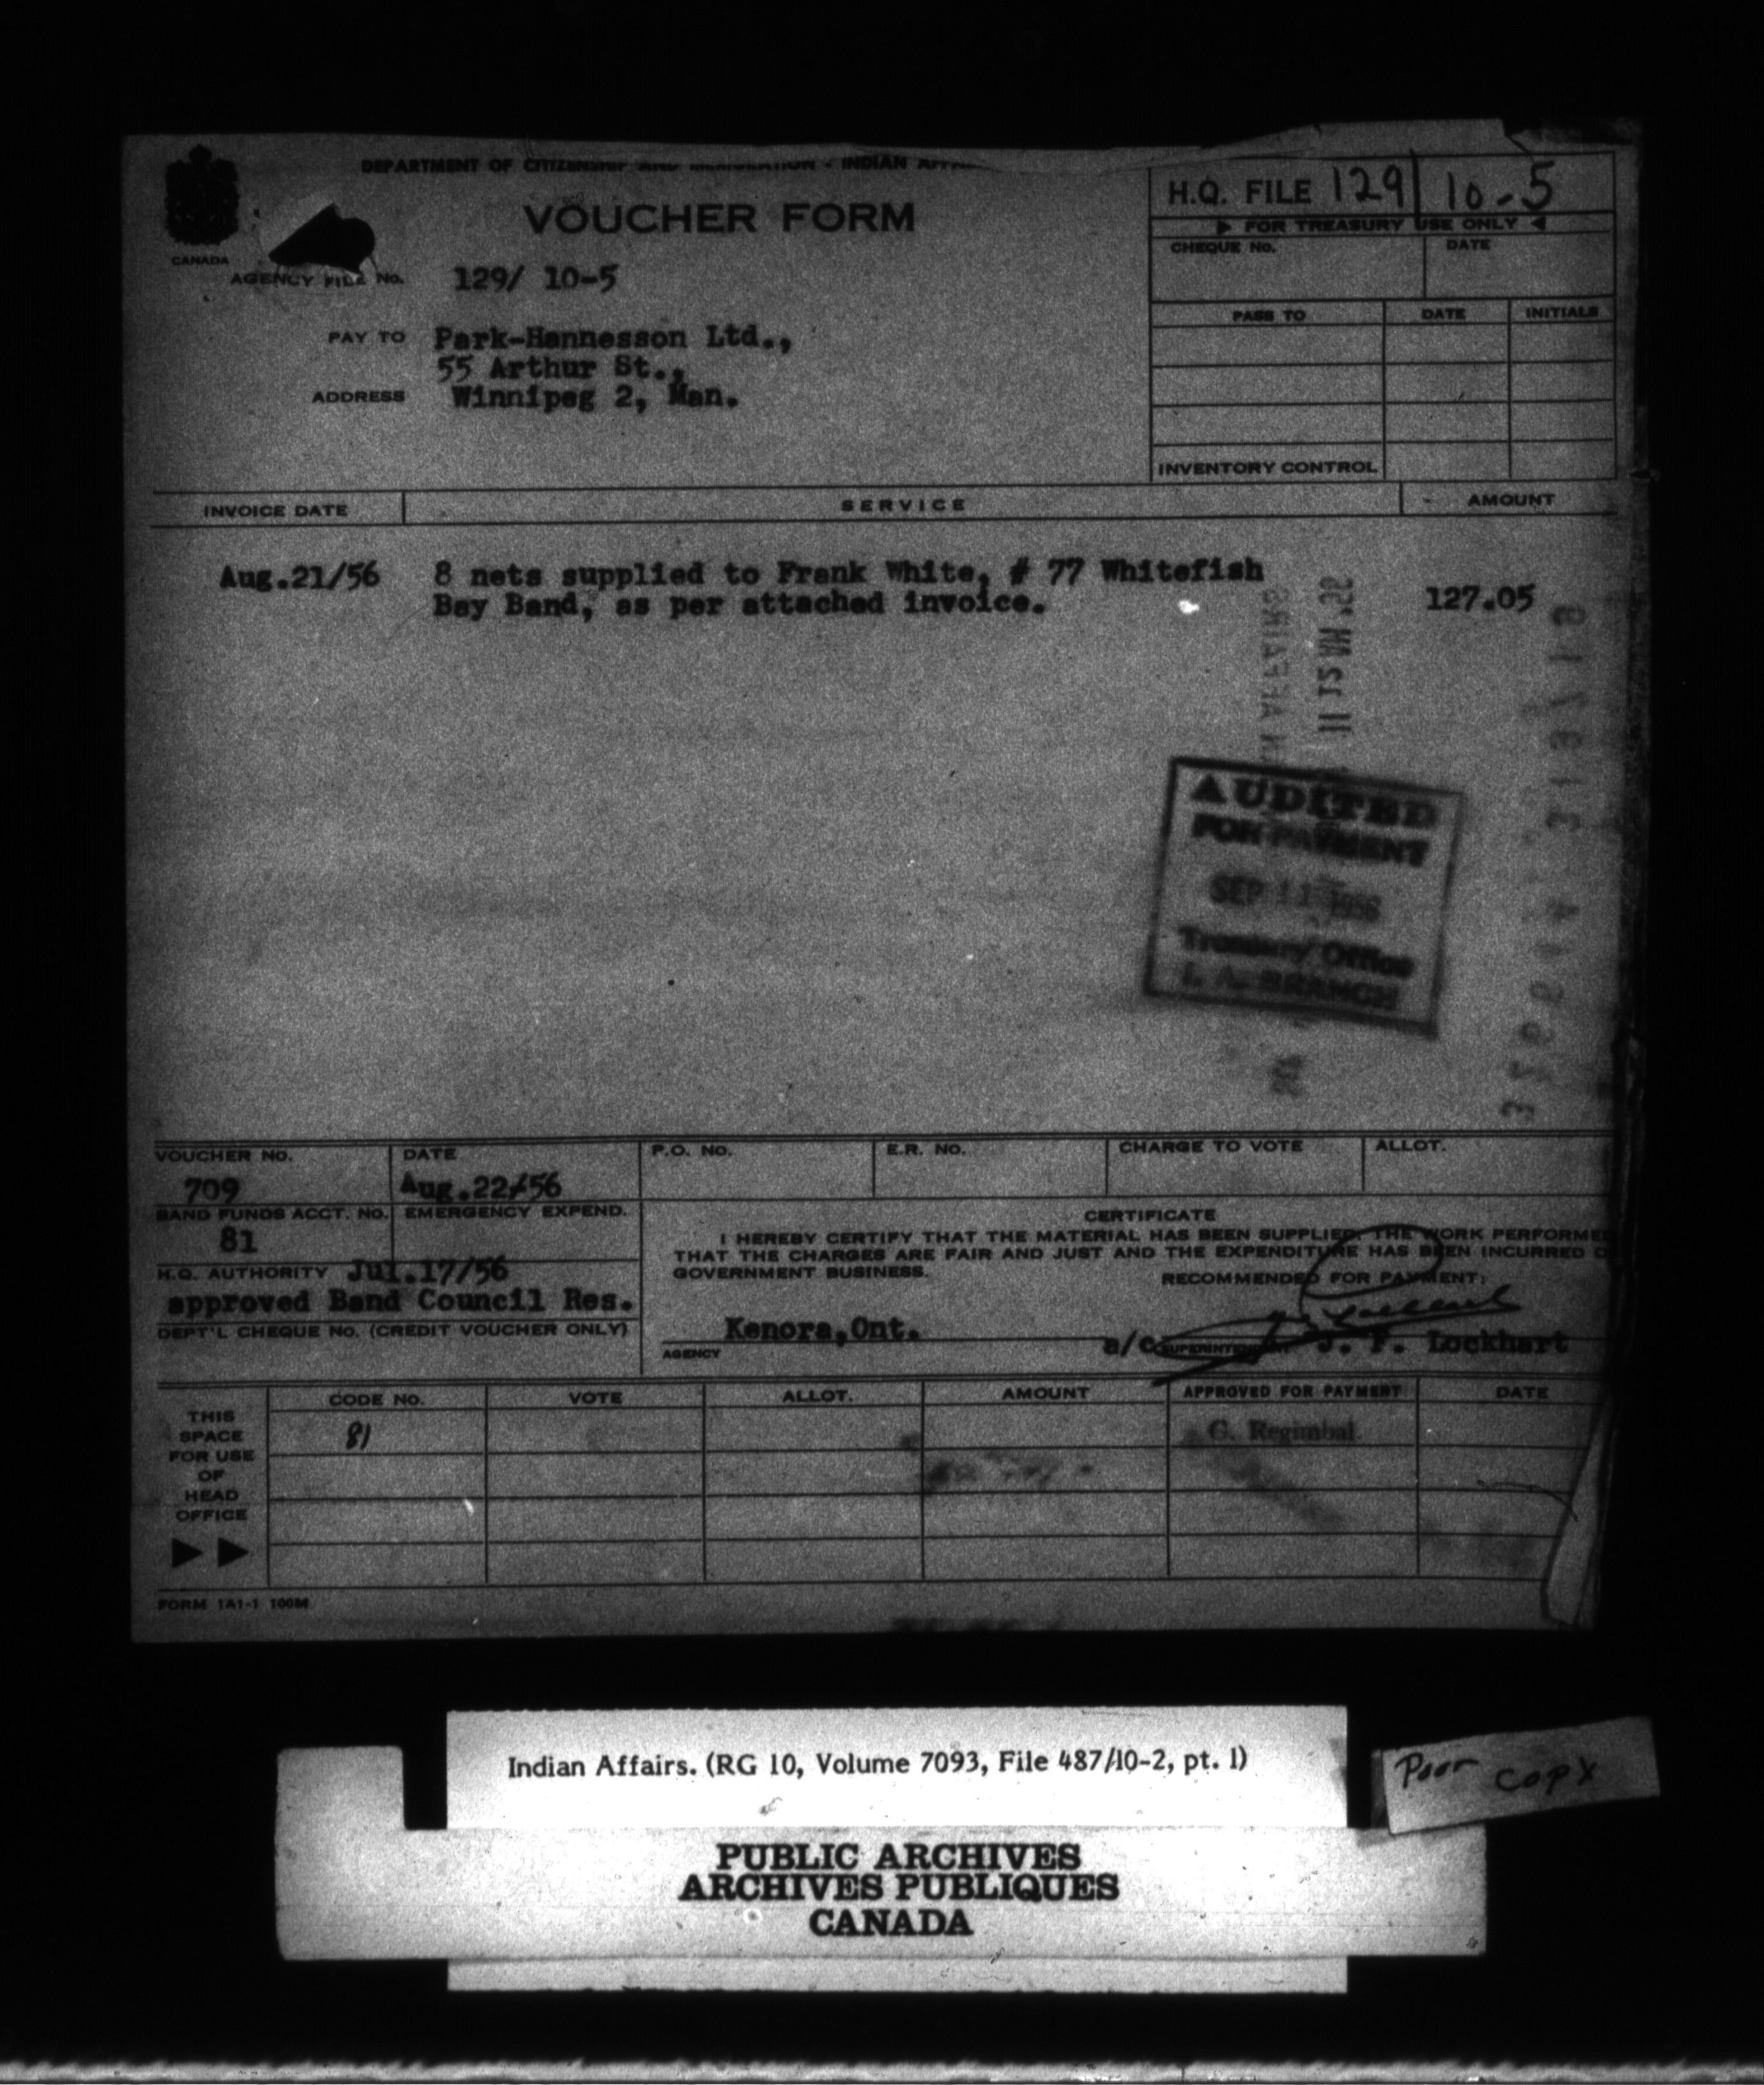 DEPARTMENT OF CITIZENSHIP AND IMMIGRATION - INDIAN
VOUCHER FORM
CANADA
AGENCY FILE No. 129/ 10-5
PAY TO Park-Hannesson Ltd.,
55 Arthur St.,
ADDRESS Winnipeg 2, Man.
H.Q. FILE 129/10-5
FOR TREASURY USE ONLY
CHEQUE No. DATE
PASS TO DATE INITIALS
INVENTORY CONTROL
INVOICE DATE SERVICE AMOUNT
Aug.21/56 8 nets supplied to Frank White, # 77 Whitefish
Bay Band, as per attached invoice. 127.05
AUDITED
FOR PAYMENT
SEP 11 1956
Treasury Office
I. A. BRANCH
VOUCHER NO. DATE P.O. NO. E.R. NO. CHARGE TO VOTE ALLOT.
709 Aug.22/56
BAND FUNDS ACCT. NO. EMERGENCY EXPEND.
81
H.Q. AUTHORITY Jul.17/56
approved Band Council Res.
DEPT'L CHEQUE NO. (CREDIT VOUCHER ONLY)
CERTIFICATE
I HEREBY CERTIFY THAT THE MATERIAL HAS BEEN SUPPLIED, THE WORK PERFORMED
THAT THE CHARGES ARE FAIR AND JUST AND THE EXPENDITURE HAS BEEN INCURRED O
GOVERNMENT BUSINESS.
RECOMMENDED FOR PAYMENT:
Kenora,Ont. a/c SUPERINTENDENT J. F. Lockhart
AGENCY
THIS SPACE FOR USE OF HEAD OFFICE
CODE NO. VOTE ALLOT. AMOUNT APPROVED FOR PAYMENT DATE
81 G. Regimbal
FORM 1A1-1 100M
Indian Affairs. (RG 10, Volume 7093, File 487/10-2, pt. 1)
Poor copy
PUBLIC ARCHIVES
ARCHIVES PUBLIQUES
CANADA